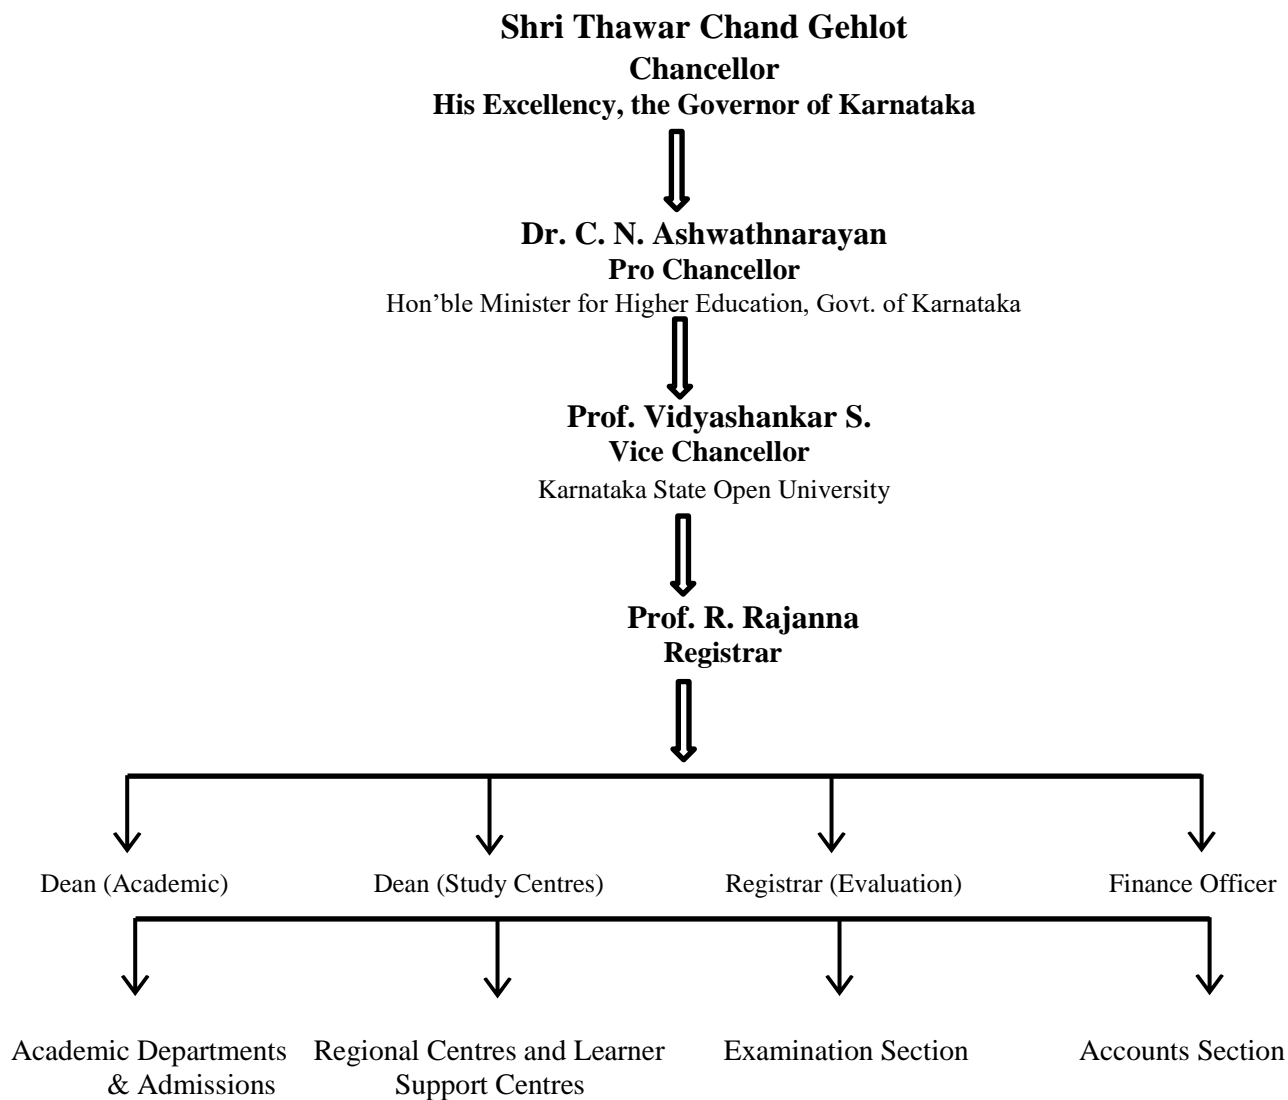 Shri Thawar Chand Gehlot
Chancellor
His Excellency, the Governor of Karnataka
Dr. C. N. Ashwathnarayan
Pro Chancellor
Hon’ble Minister for Higher Education, Govt. of Karnataka
Prof. Vidyashankar S.
Vice Chancellor
Karnataka State Open University
Prof. R. Rajanna
Registrar
Dean (Academic)
Dean (Study Centres)
Registrar (Evaluation)
Finance Officer
Academic Departments
& Admissions
Regional Centres and Learner
Support Centres
Examination Section
Accounts Section